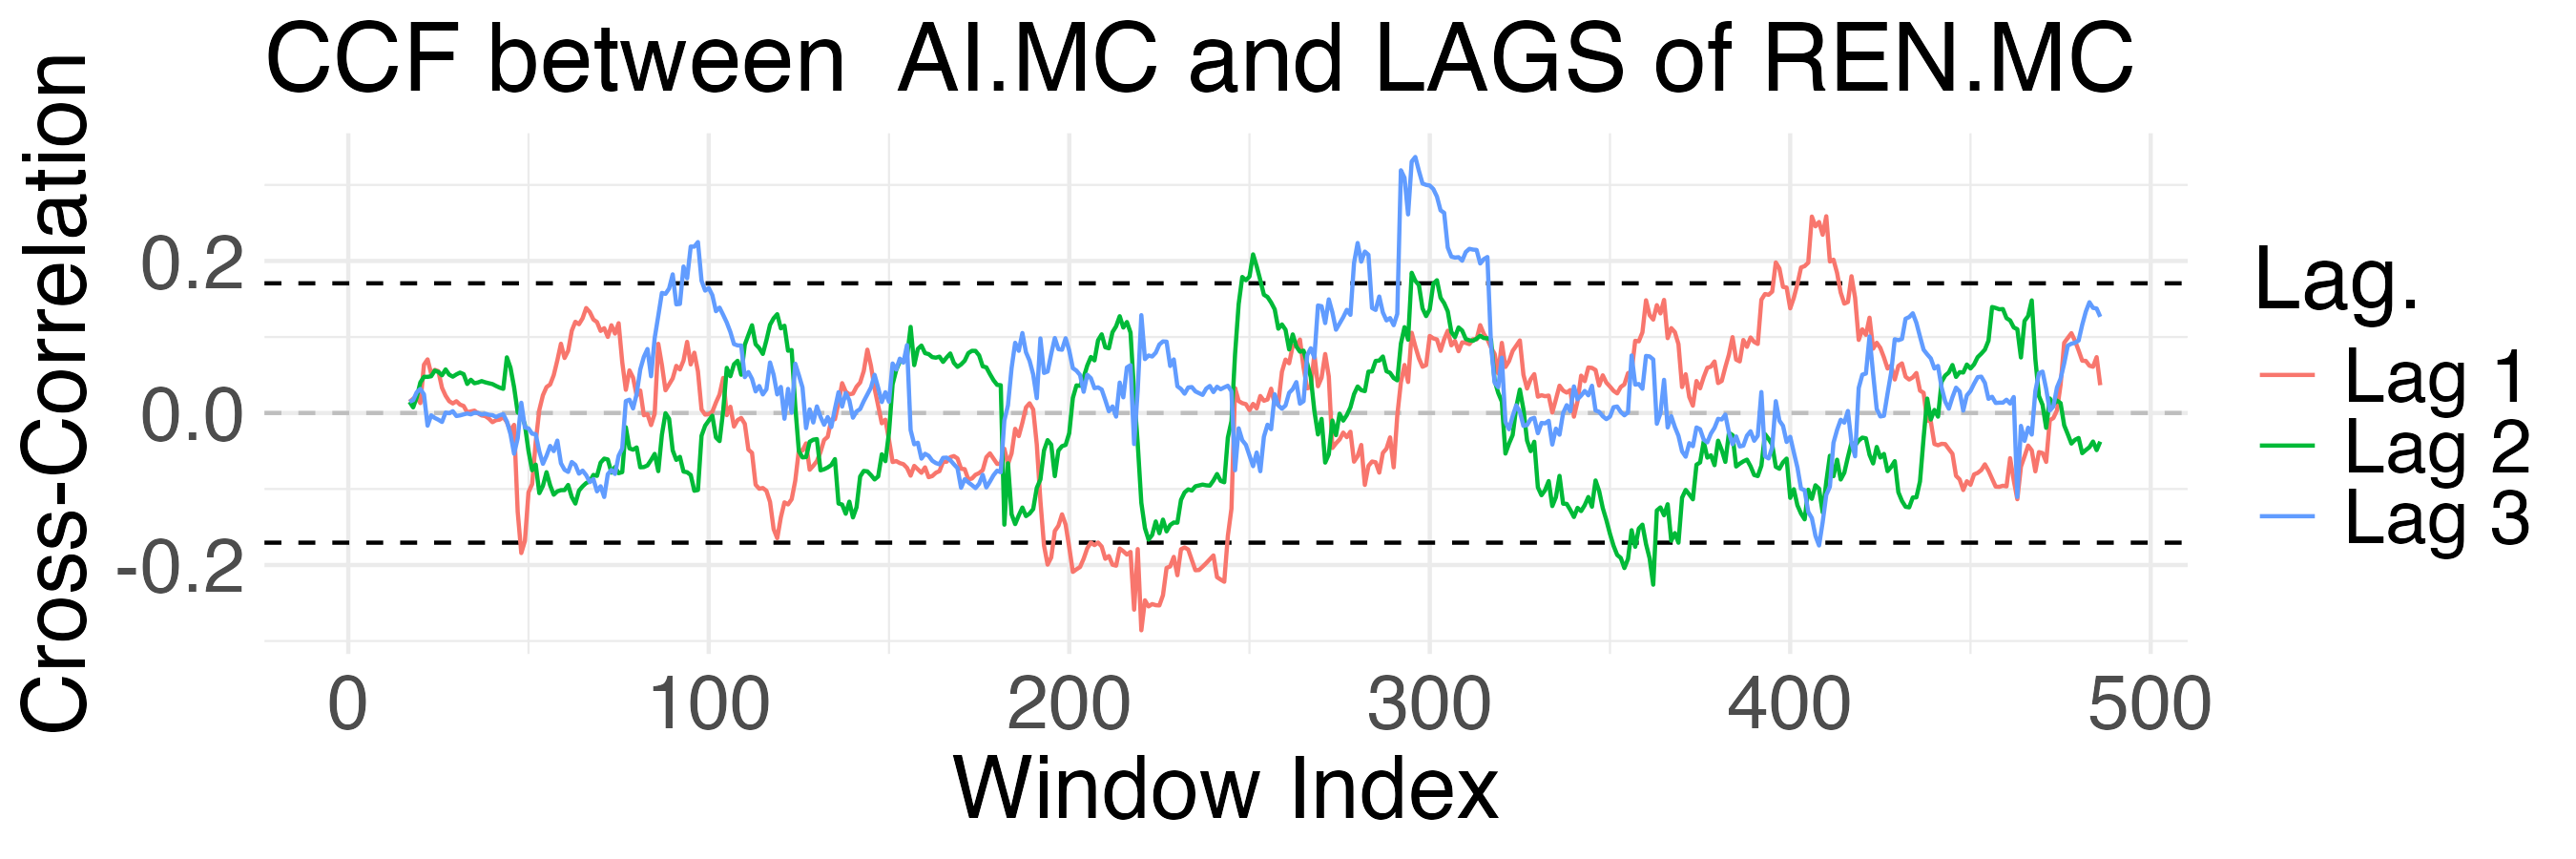 CCF between  AI.MC and LAGS of REN.MC
Cross-Correlation
0.2
0.0
-0.2
0
100
200
300
400
500
Window Index
Lag.
Lag 1
Lag 2
Lag 3